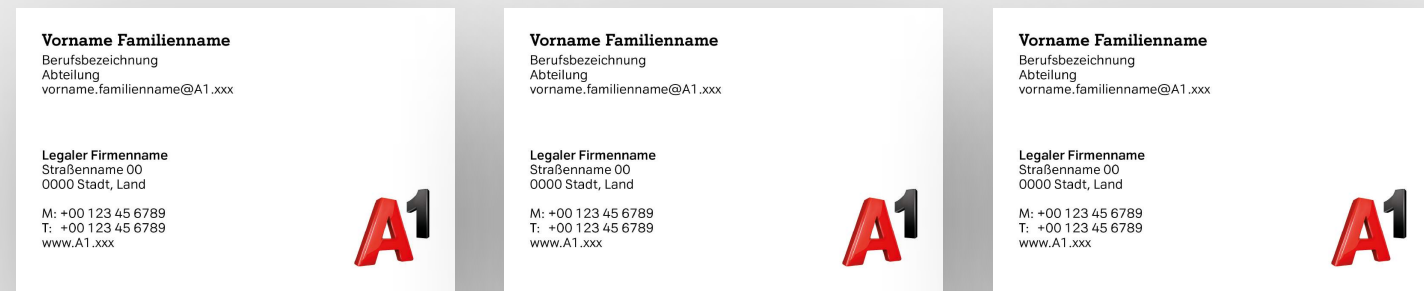 Vorname Familienname
Berufsbezeichnung
Abteilung
vorname.familienname@A1.xxx
Legaler Firmenname
Straßenname 00
0000 Stadt, Land
M: +00 123 45 6789
T: +00 123 45 6789
www.A1.xxx
A1
Vorname Familienname
Berufsbezeichnung
Abteilung
vorname.familienname@A1.xxx
Legaler Firmenname
Straßenname 00
0000 Stadt, Land
M: +00 123 45 6789
T: +00 123 45 6789
www.A1.xxx
A1
Vorname Familienname
Berufsbezeichnung
Abteilung
vorname.familienname@A1.xxx
Legaler Firmenname
Straßenname 00
0000 Stadt, Land
M: +00 123 45 6789
T: +00 123 45 6789
www.A1.xxx
A1